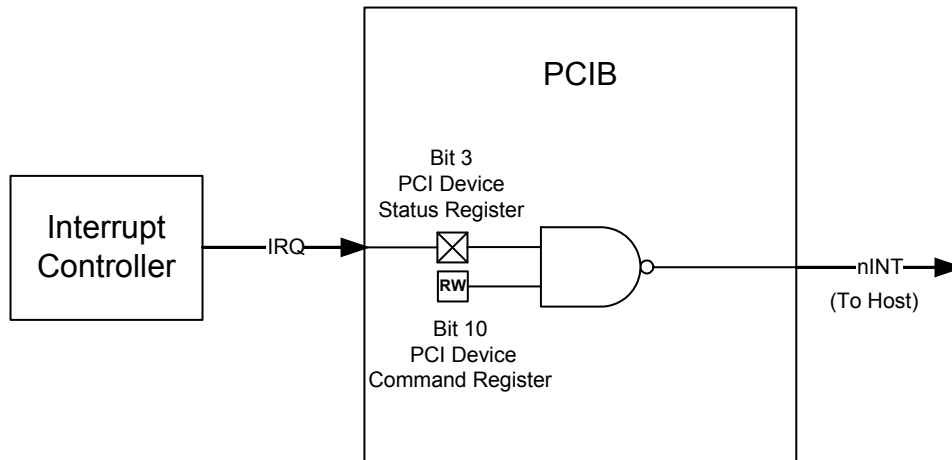 PCIB
Bit 3
PCI Device
Status Register
Interrupt
Controller
IRQ
RW
nINT
(To Host)
Bit 10
PCI Device
Command Register